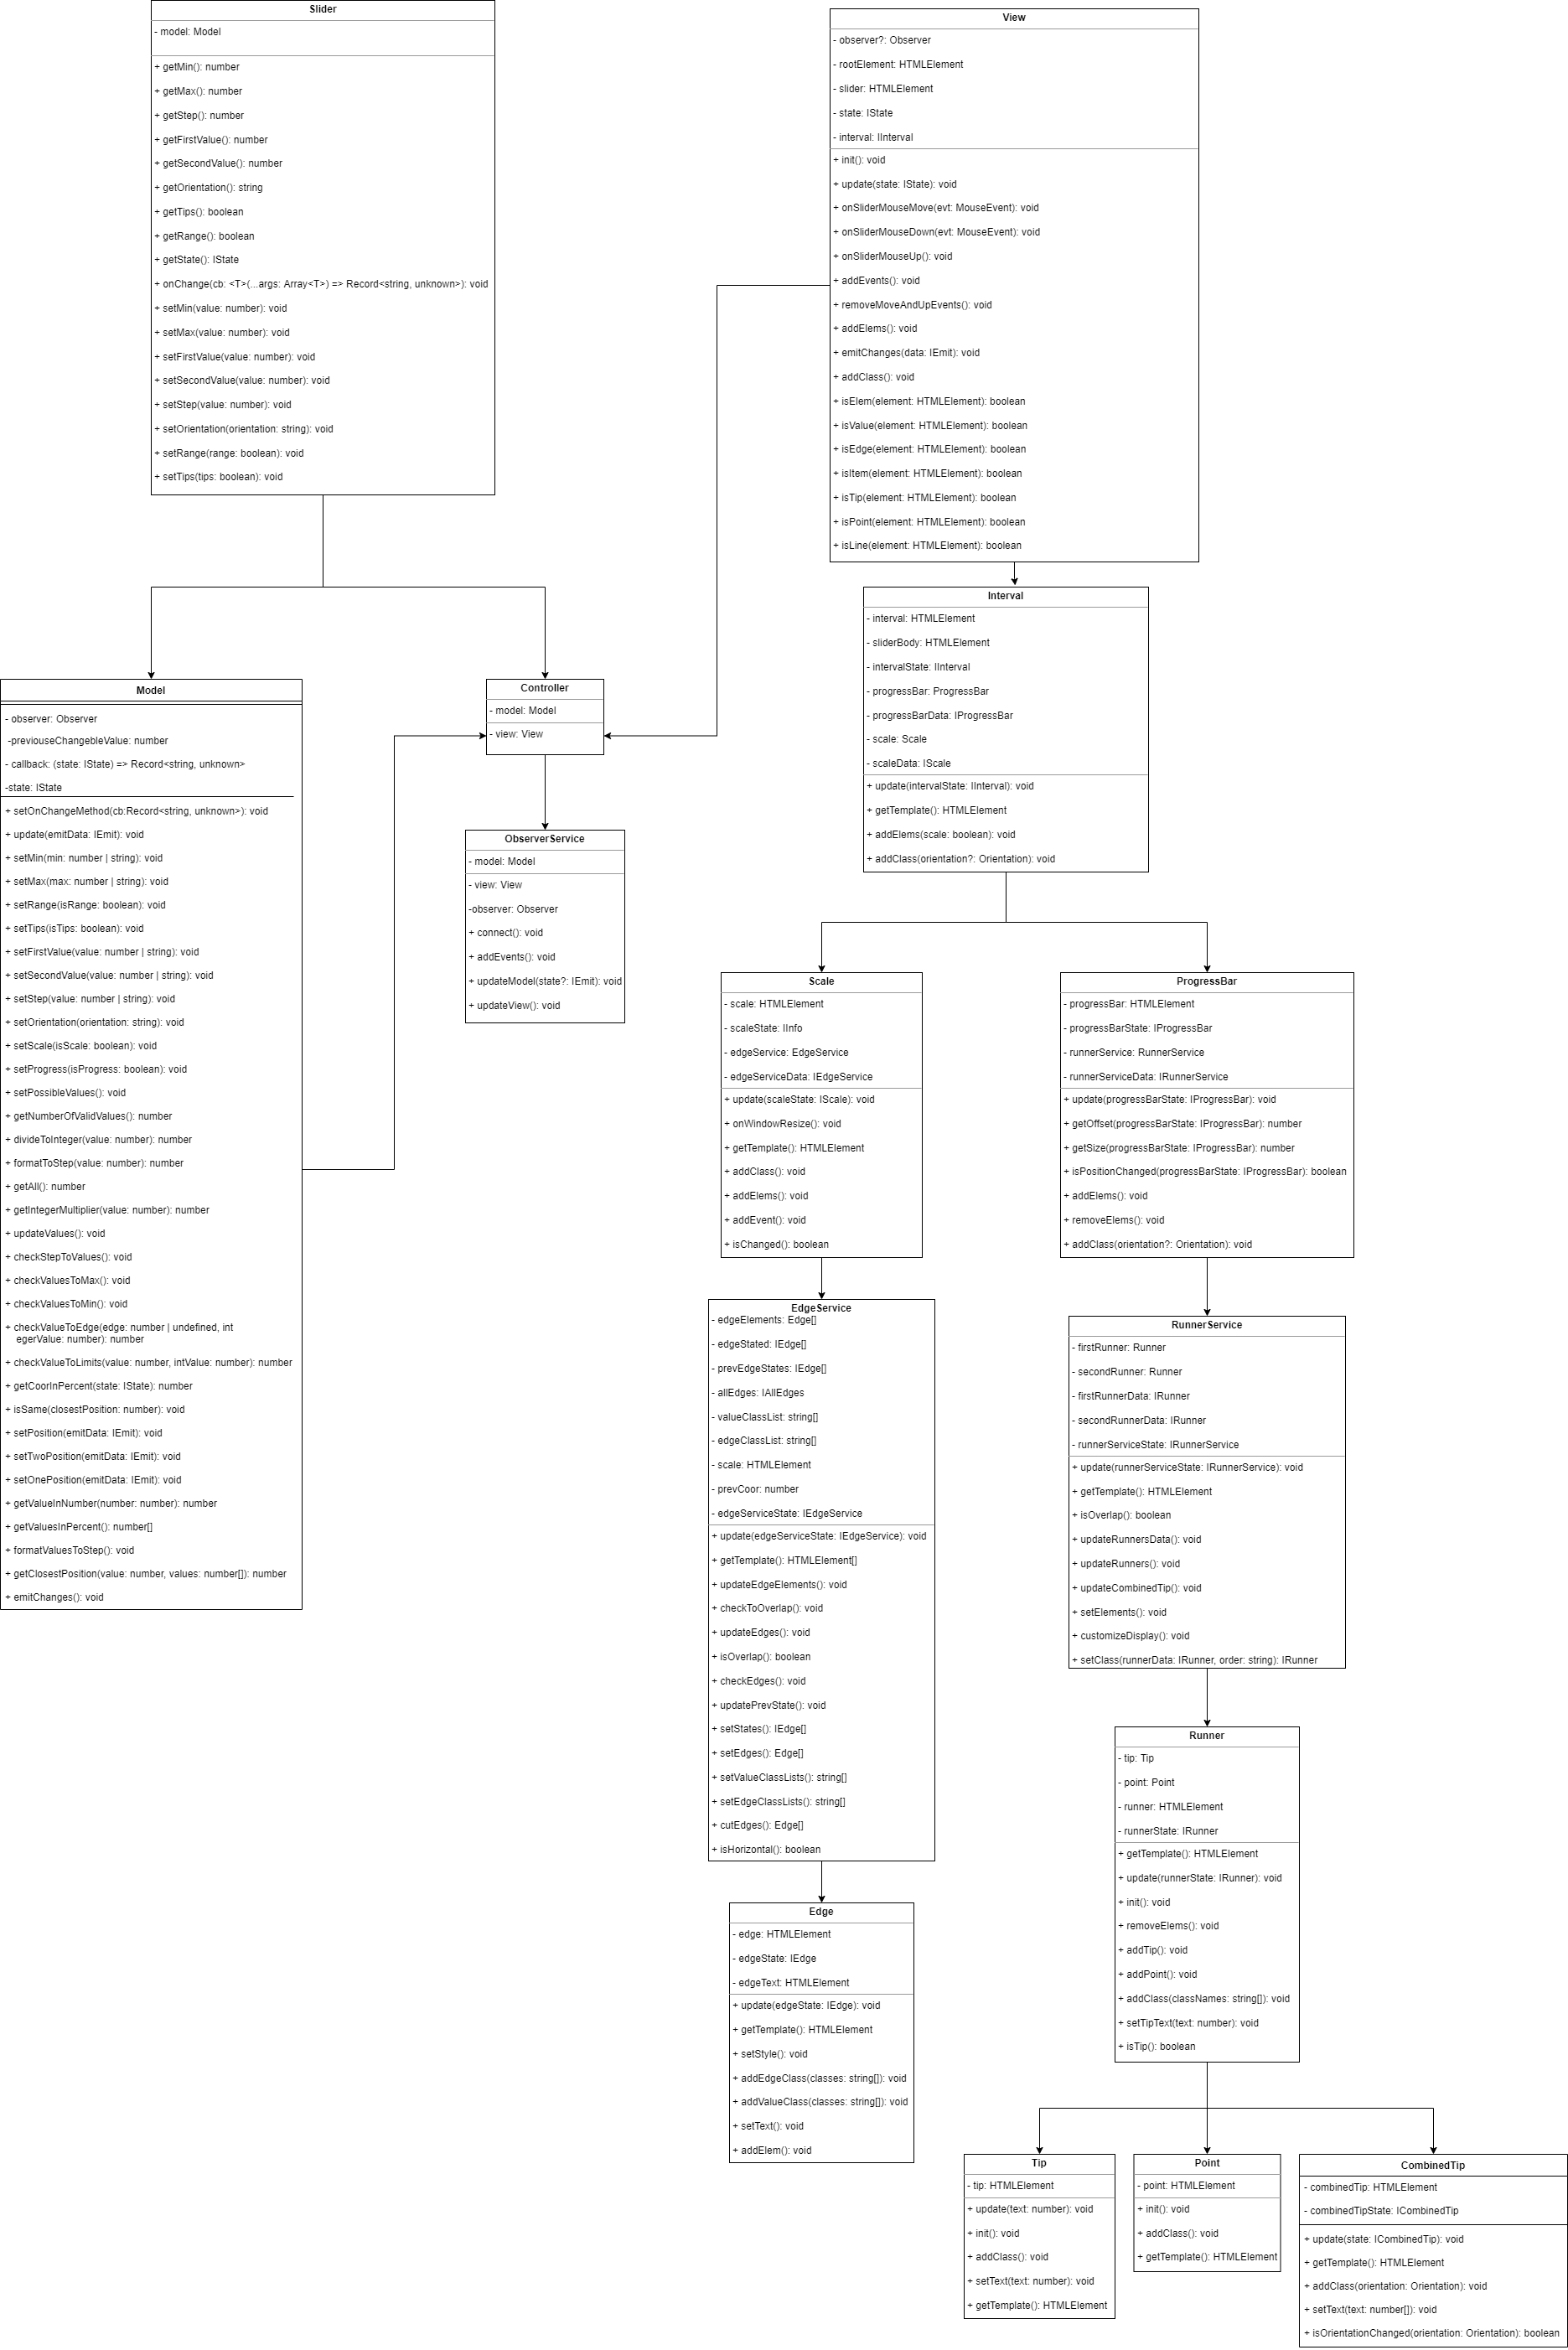 Slider
- model: Model
+ getMin(): number
+ getMax(): number
+ getStep(): number
+ getFirstValue(): number
+ getSecondValue(): number
+ getOrientation(): string
+ getTips(): boolean
+ getRange(): boolean
+ getState(): IState
+ onChange(cb: <T>(...args: Array<T>) => Record<string, unknown>): void
+ setMin(value: number): void
+ setMax(value: number): void
+ setFirstValue(value: number): void
+ setSecondValue(value: number): void
+ setStep(value: number): void
+ setOrientation(orientation: string): void
+ setRange(range: boolean): void
+ setTips(tips: boolean): void
View
- observer?: Observer
- rootElement: HTMLElement
- slider: HTMLElement
- state: IState
- interval: IInterval
+ init(): void
+ update(state: IState): void
+ onSliderMouseMove(evt: MouseEvent): void
+ onSliderMouseDown(evt: MouseEvent): void
+ onSliderMouseUp(): void
+ addEvents(): void
+ removeMoveAndUpEvents(): void
+ addElems(): void
+ emitChanges(data: IEmit): void
+ addClass(): void
+ isElem(element: HTMLElement): boolean
+ isValue(element: HTMLElement): boolean
+ isEdge(element: HTMLElement): boolean
+ isItem(element: HTMLElement): boolean
+ isTip(element: HTMLElement): boolean
+ isPoint(element: HTMLElement): boolean
+ isLine(element: HTMLElement): boolean
Interval
- interval: HTMLElement
- sliderBody: HTMLElement
- intervalState: IInterval
- progressBar: ProgressBar
- progressBarData: IProgressBar
- scale: Scale
- scaleData: IScale
+ update(intervalState: IInterval): void
+ getTemplate(): HTMLElement
+ addElems(scale: boolean): void
+ addClass(orientation?: Orientation): void
Model
- observer: Observer
-previouseChangebleValue: number
- callback: (state: IState) => Record<string, unknown>
-state: IState
+ setOnChangeMethod(cb:Record<string, unknown>): void
+ update(emitData: IEmit): void
+ setMin(min: number | string): void
+ setMax(max: number | string): void
+ setRange(isRange: boolean): void
+ setTips(isTips: boolean): void
+ setFirstValue(value: number | string): void
+ setSecondValue(value: number | string): void
+ setStep(value: number | string): void
+ setOrientation(orientation: string): void
+ setScale(isScale: boolean): void
+ setProgress(isProgress: boolean): void
+ setPossibleValues(): void
+ getNumberOfValidValues(): number
+ divideToInteger(value: number): number
+ formatToStep(value: number): number
+ getAll(): number
+ getIntegerMultiplier(value: number): number
+ updateValues(): void
+ checkStepToValues(): void
+ checkValuesToMax(): void
+ checkValuesToMin(): void
+ checkValueToEdge(edge: number | undefined, int
egerValue: number): number
+ checkValueToLimits(value: number, intValue: number): number
+ getCoorInPercent(state: IState): number
+ isSame(closestPosition: number): void
+ setPosition(emitData: IEmit): void
+ setTwoPosition(emitData: IEmit): void
+ setOnePosition(emitData: IEmit): void
+ getValueInNumber(number: number): number
+ getValuesInPercent(): number[]
+ formatValuesToStep(): void
+ getClosestPosition(value: number, values: number[]): number
+ emitChanges(): void
Controller
- model: Model
- view: View
ObserverService
- model: Model
- view: View
-observer: Observer
+ connect(): void
+ addEvents(): void
+ updateModel(state?: IEmit): void
+ updateView(): void
Scale
- scale: HTMLElement
- scaleState: IInfo
- edgeService: EdgeService
- edgeServiceData: IEdgeService
+ update(scaleState: IScale): void
+ onWindowResize(): void
+ getTemplate(): HTMLElement
+ addClass(): void
+ addElems(): void
+ addEvent(): void
+ isChanged(): boolean
ProgressBar
- progressBar: HTMLElement
- progressBarState: IProgressBar
- runnerService: RunnerService
- runnerServiceData: IRunnerService
+ update(progressBarState: IProgressBar): void
+ getOffset(progressBarState: IProgressBar): number
+ getSize(progressBarState: IProgressBar): number
+ isPositionChanged(progressBarState: IProgressBar): boolean
+ addElems(): void
+ removeElems(): void
+ addClass(orientation?: Orientation): void
EdgeService
- edgeElements: Edge[]
- edgeStated: IEdge[]
- prevEdgeStates: IEdge[]
- allEdges: IAllEdges
- valueClassList: string[]
- edgeClassList: string[]
- scale: HTMLElement
- prevCoor: number
- edgeServiceState: IEdgeService
+ update(edgeServiceState: IEdgeService): void
+ getTemplate(): HTMLElement[]
+ updateEdgeElements(): void
+ checkToOverlap(): void
+ updateEdges(): void
+ isOverlap(): boolean
+ checkEdges(): void
+ updatePrevState(): void
+ setStates(): IEdge[]
+ setEdges(): Edge[]
+ setValueClassLists(): string[]
+ setEdgeClassLists(): string[]
+ cutEdges(): Edge[]
+ isHorizontal(): boolean
RunnerService
- firstRunner: Runner
- secondRunner: Runner
- firstRunnerData: IRunner
- secondRunnerData: IRunner
- runnerServiceState: IRunnerService
+ update(runnerServiceState: IRunnerService): void
+ getTemplate(): HTMLElement
+ isOverlap(): boolean
+ updateRunnersData(): void
+ updateRunners(): void
+ updateCombinedTip(): void
+ setElements(): void
+ customizeDisplay(): void
+ setClass(runnerData: IRunner, order: string): IRunner
Runner
- tip: Tip
- point: Point
- runner: HTMLElement
- runnerState: IRunner
+ getTemplate(): HTMLElement
+ update(runnerState: IRunner): void
+ init(): void
+ removeElems(): void
+ addTip(): void
+ addPoint(): void
+ addClass(classNames: string[]): void
+ setTipText(text: number): void
+ isTip(): boolean
Edge
- edge: HTMLElement
- edgeState: IEdge
- edgeText: HTMLElement
+ update(edgeState: IEdge): void
+ getTemplate(): HTMLElement
+ setStyle(): void
+ addEdgeClass(classes: string[]): void
+ addValueClass(classes: string[]): void
+ setText(): void
+ addElem(): void
Tip
- tip: HTMLElement
+ update(text: number): void
+ init(): void
+ addClass(): void
+ setText(text: number): void
+ getTemplate(): HTMLElement
Point
- point: HTMLElement
+ init(): void
+ addClass(): void
+ getTemplate(): HTMLElement
CombinedTip
- combinedTip: HTMLElement
- combinedTipState: ICombinedTip
+ update(state: ICombinedTip): void
+ getTemplate(): HTMLElement
+ addClass(orientation: Orientation): void
+ setText(text: number[]): void
+ isOrientationChanged(orientation: Orientation): boolean